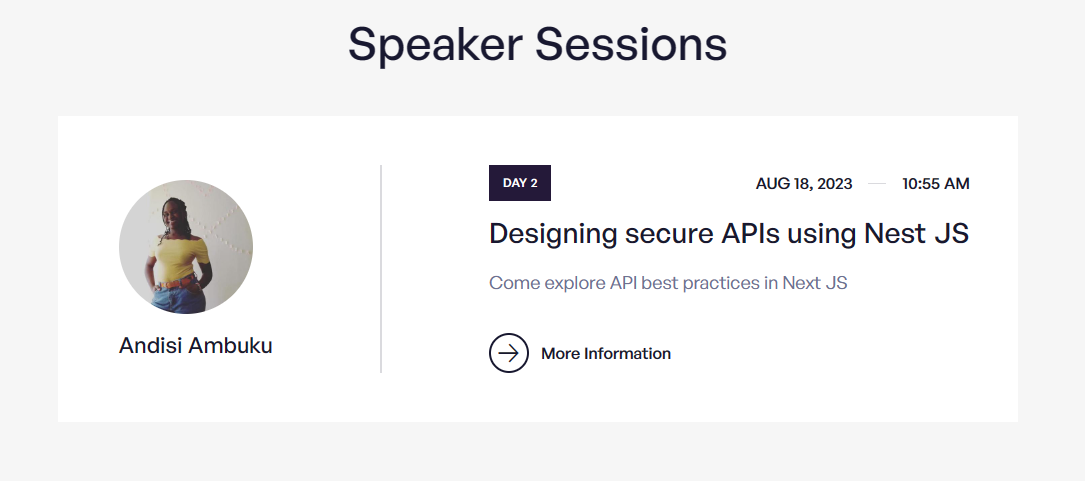 Speaker Sessions
DAY 2
AUG 18, 2023 — 10:55 AM
Designing secure APIs using Nest JS
Come explore API best practices in Next JS
More Information
Andisi Ambuku